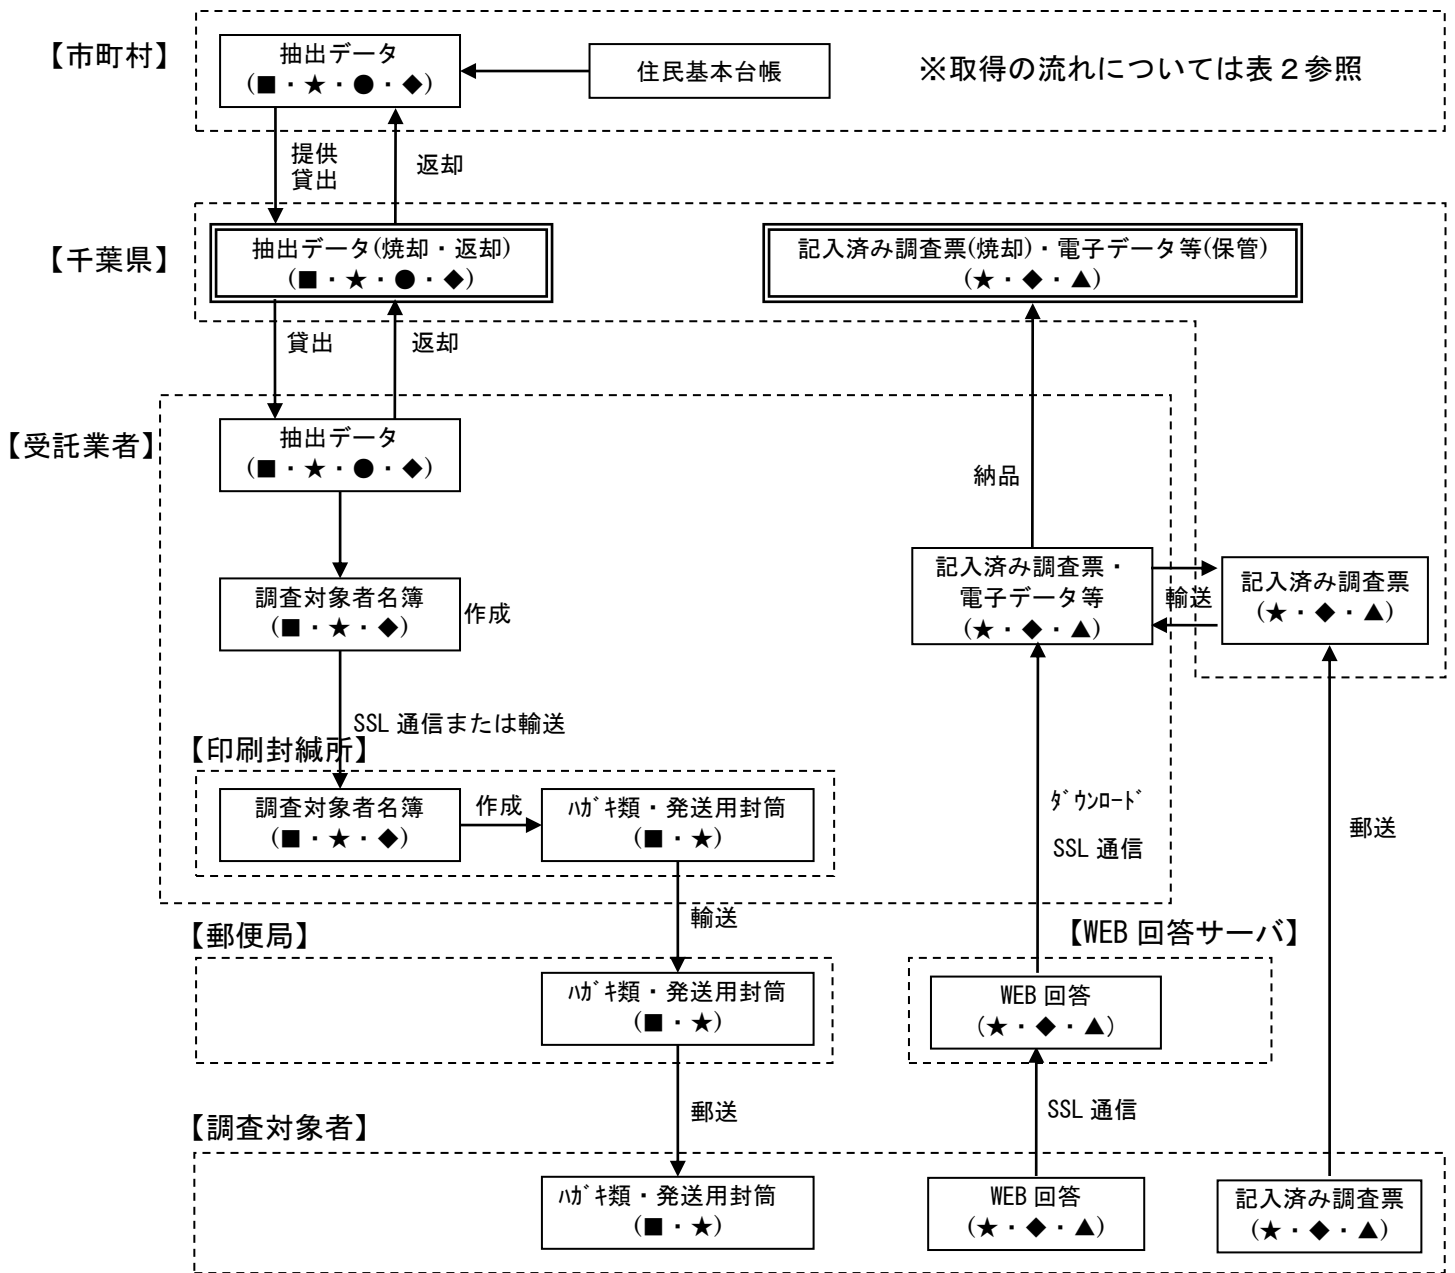 【市町村】
抽出データ
(■・★・●・◆)
住民基本台帳
※取得の流れについては表２参照
提供
貸出
返却
【千葉県】
抽出データ(焼却・返却)
(■・★・●・◆)
記入済み調査票(焼却)・電子データ等(保管)
(★・◆・▲)
貸出
返却
【受託業者】
抽出データ
(■・★・●・◆)
納品
調査対象者名簿
(■・★・◆)
作成
記入済み調査票・
電子データ等
(★・◆・▲)
輸送
記入済み調査票
(★・◆・▲)
SSL 通信または輸送
【印刷封緘所】
調査対象者名簿
(■・★・◆)
作成
ﾊｶﾞｷ類・発送用封筒
(■・★)
ﾀﾞｳﾝﾛｰﾄﾞ
SSL 通信
郵送
輸送
【郵便局】
【WEB 回答サーバ】
ﾊｶﾞｷ類・発送用封筒
(■・★)
WEB 回答
(★・◆・▲)
郵送
SSL 通信
【調査対象者】
ﾊｶﾞｷ類・発送用封筒
(■・★)
WEB 回答
(★・◆・▲)
記入済み調査票
(★・◆・▲)